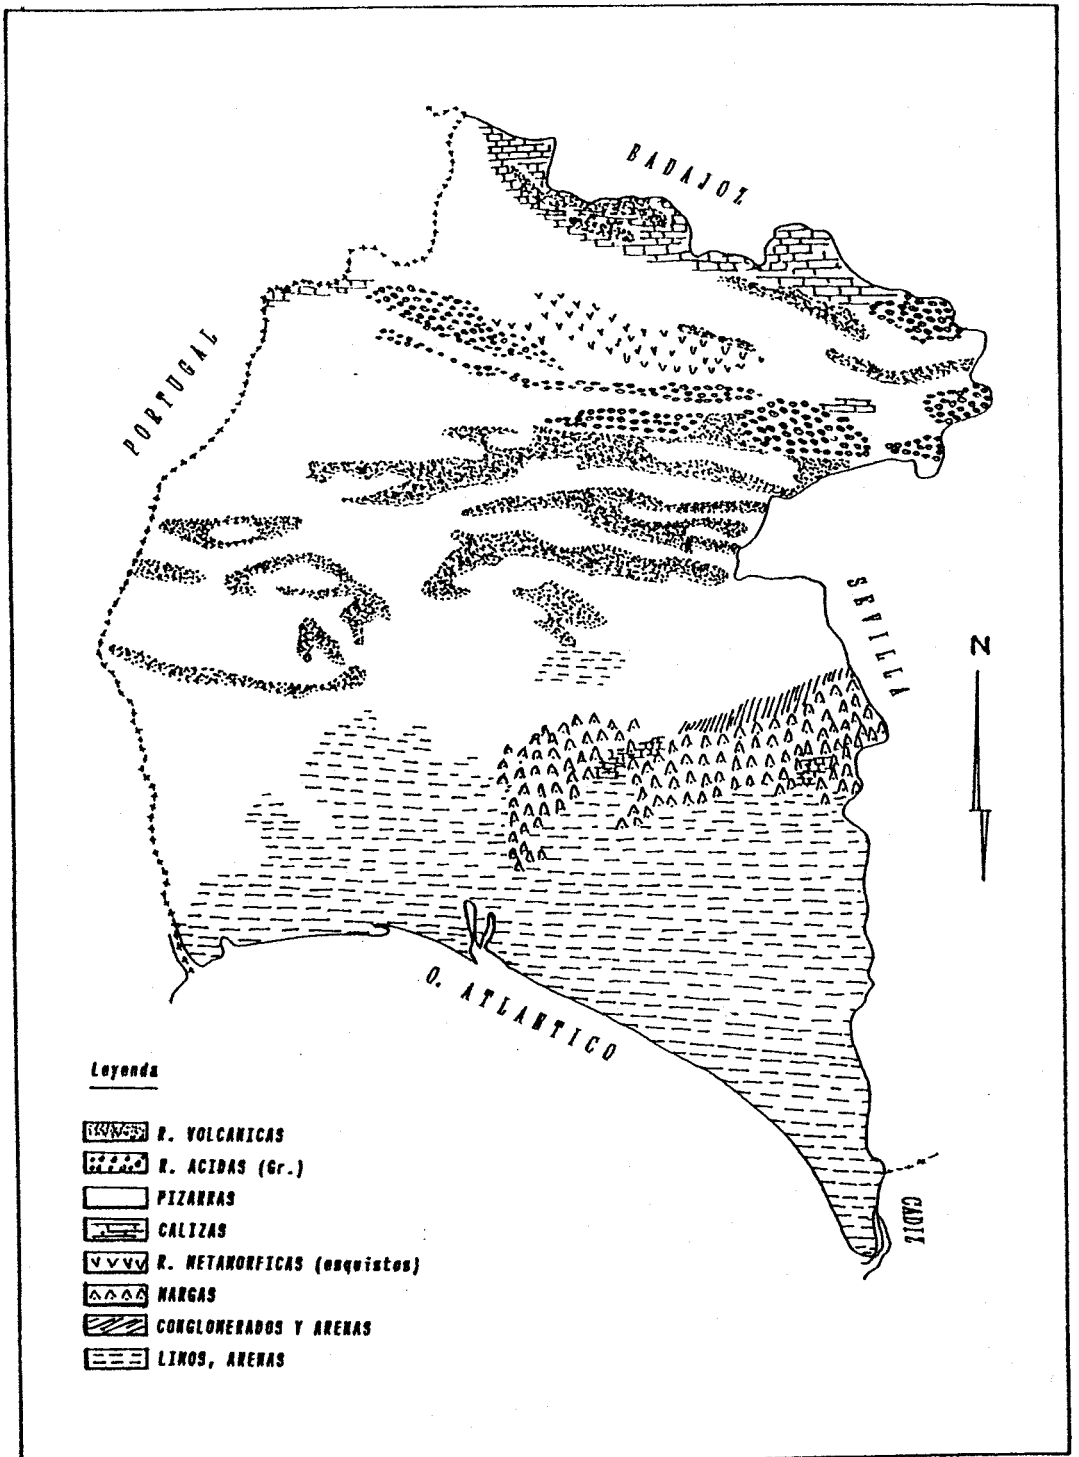 BADAJOZ
PORTUGAL
SEVILLA
N
O. ATLANTICO
CADIZ
Leyenda
R. VOLCANICAS
R. ACIDAS (Gr.)
PIZARRAS
CALIZAS
R. METAMORFICAS (esquistos)
MARGAS
CONGLOMERADOS Y ARENAS
LIMOS, ARENAS